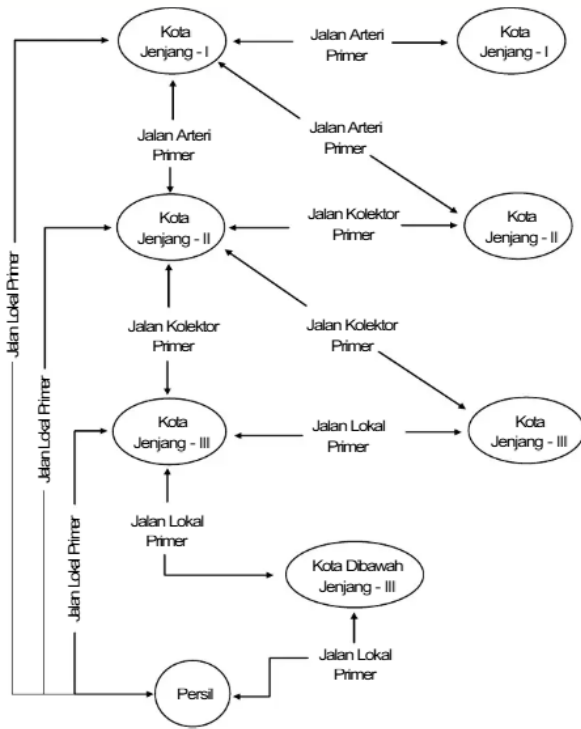 Kota
Jenjang - I
Jalan Arteri
Primer
Kota
Jenjang - I
Jalan Arteri
Primer
Jalan Arteri
Primer
Kota
Jenjang - II
Jalan Kolektor
Primer
Kota
Jenjang - II
Jalan Lokal Primer
Jalan Kolektor
Primer
Jalan Kolektor
Primer
Jalan Lokal Primer
Kota
Jenjang - III
Jalan Lokal
Primer
Kota
Jenjang - III
Jalan Lokal Primer
Jalan Lokal
Primer
Kota Dibawah
Jenjang - III
Jalan Lokal
Primer
Persil